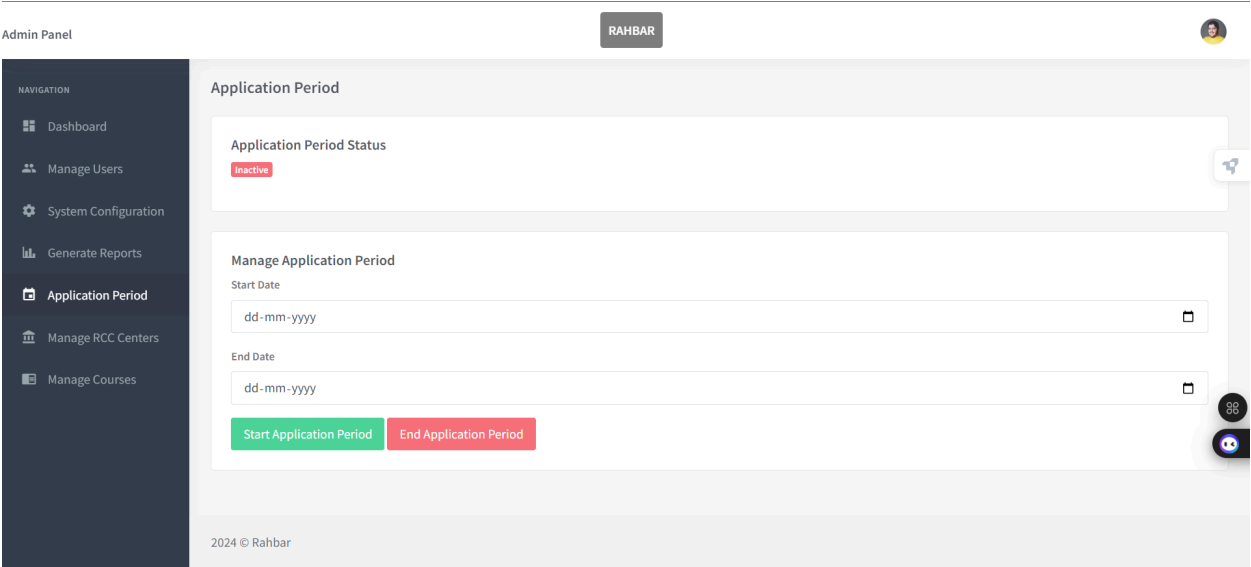 Admin Panel
RAHBAR
NAVIGATION
Dashboard
Manage Users
System Configuration
Generate Reports
Application Period
Manage RCC Centers
Manage Courses
Application Period
Application Period Status
Inactive
Manage Application Period
Start Date
dd-mm-yyyy
End Date
dd-mm-yyyy
Start Application Period
End Application Period
2024 © Rahbar